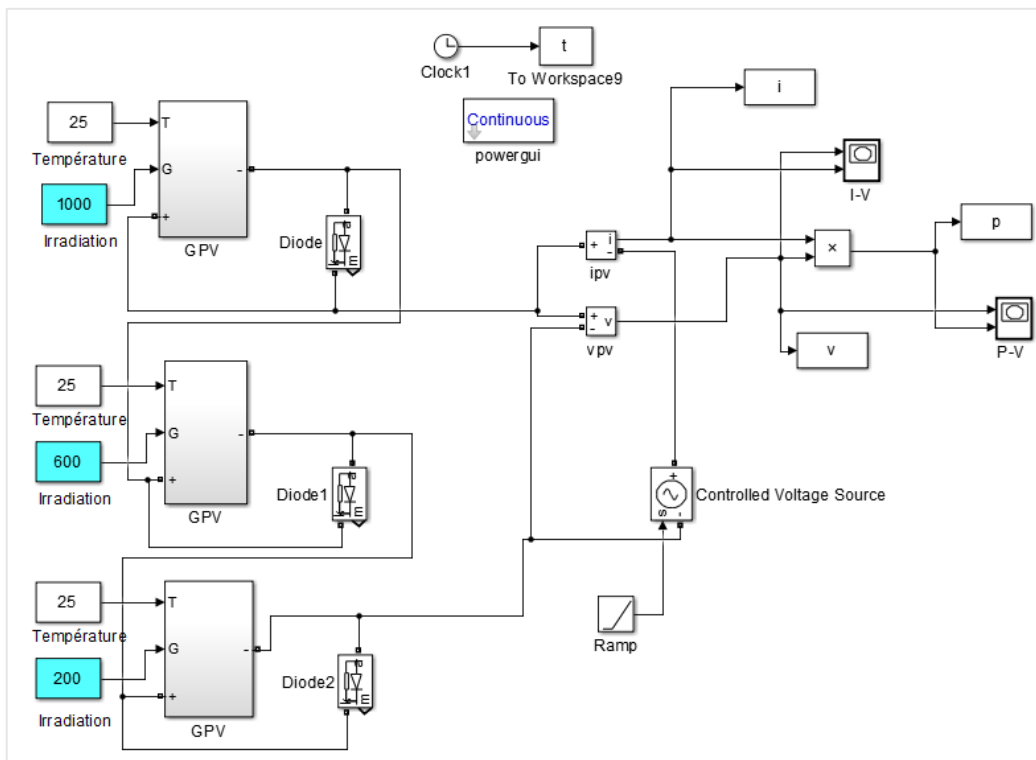 Clock1
t
To Workspace9
Continuous
powergui
i
I-V
p
P-V
v
25
Température
1000
Irradiation
T
G
+
-
GPV
Diode
a
m
+
i
-
ipv
+
-
v
vpv
×
25
Température
600
Irradiation
T
G
+
-
GPV
Diode1
a
m
25
Température
200
Irradiation
T
G
+
-
GPV
Diode2
a
m
+
s
-
Controlled Voltage Source
Ramp